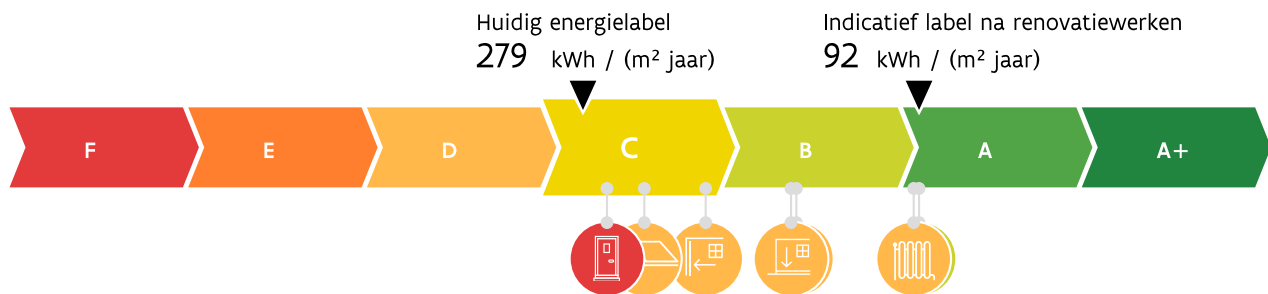 Huidig energielabel
279 kWh / (m² jaar)
Indicatief label na renovatiewerken
92 kWh / (m² jaar)
F E D C B A A+